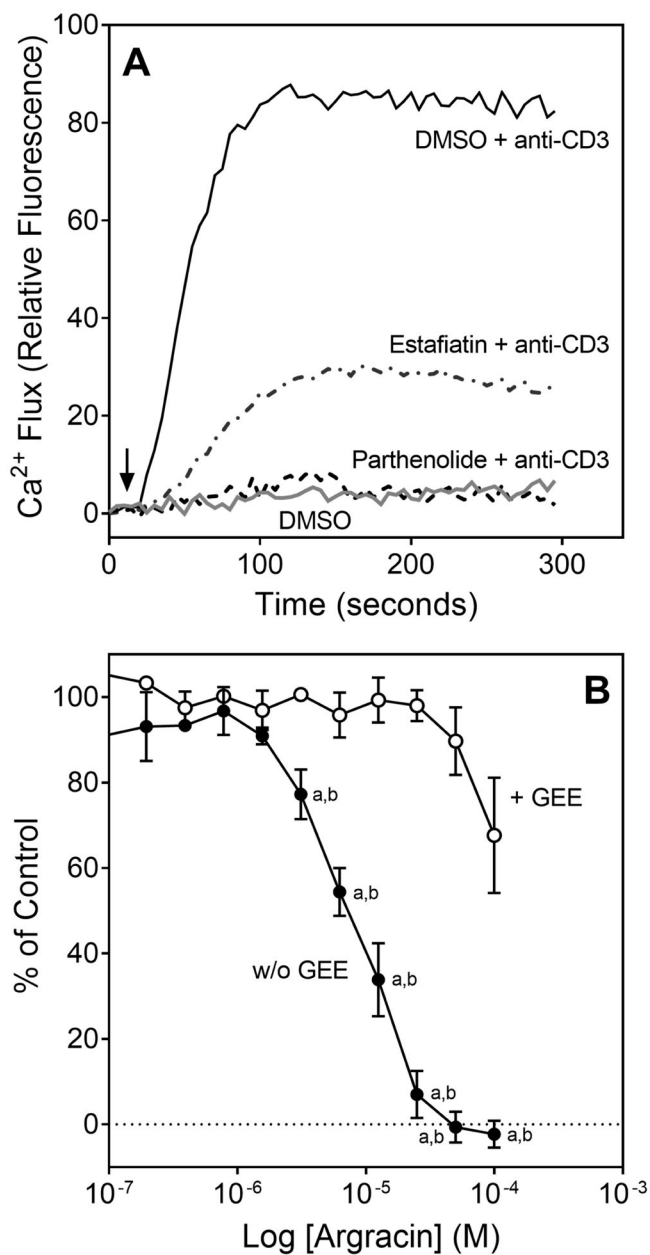 A
100
80
60
40
20
0
Ca²⁺ Flux (Relative Fluorescence)
DMSO + anti-CD3
Estafiatin + anti-CD3
Parthenolide + anti-CD3
DMSO
0 100 200 300
Time (seconds)
B
100
80
60
40
20
0
% of Control
+ GEE
w/o GEE
a,b
a,b
a,b
a,b
a,b a,b
10⁻⁷ 10⁻⁶ 10⁻⁵ 10⁻⁴ 10⁻³
Log [Argracin] (M)